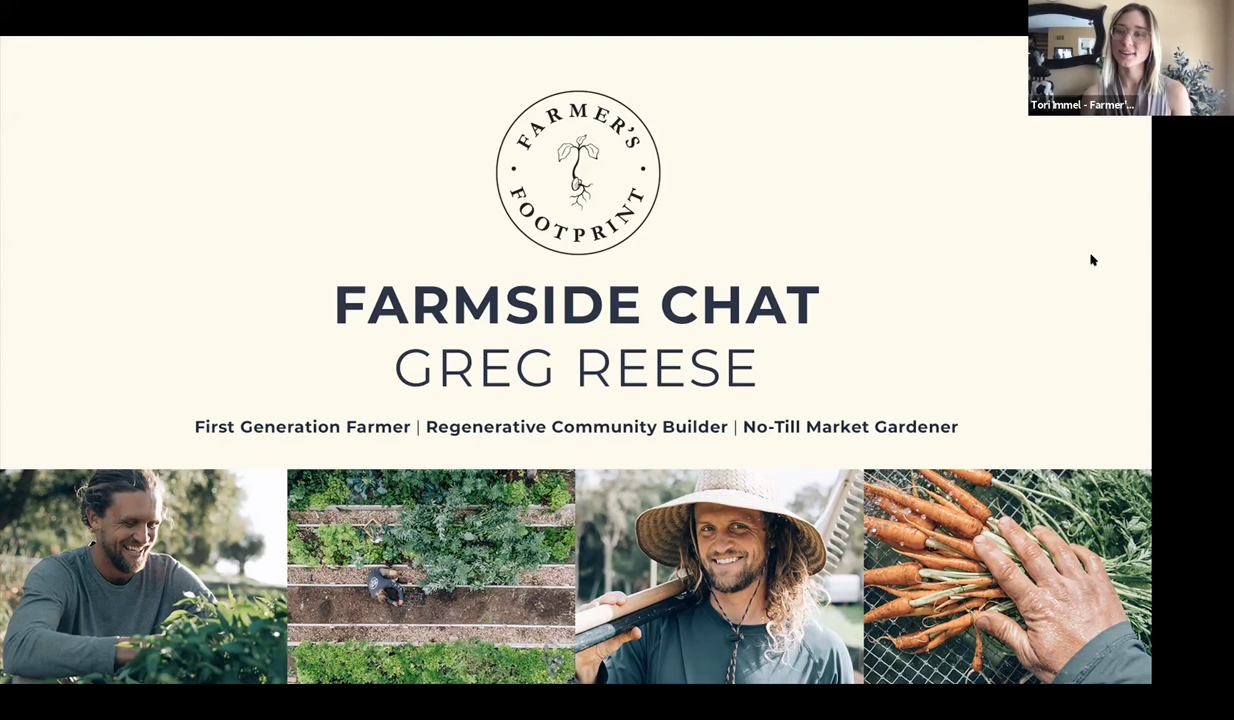 Tori Immel - Farmer'...
FARMER'S
FOOTPRINT
FARMSIDE CHAT
GREG REESE
First Generation Farmer | Regenerative Community Builder | No-Till Market Gardener